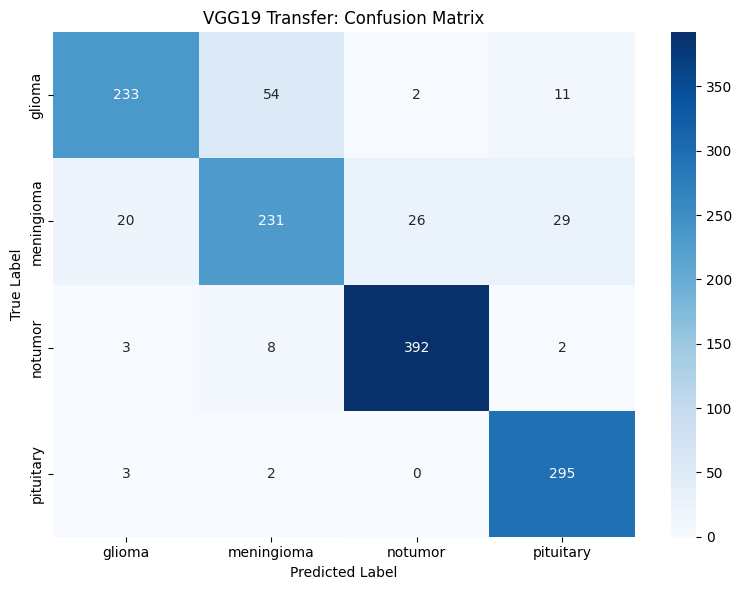 VGG19 Transfer: Confusion Matrix
True Label
glioma 233 54 2 11
meningioma 20 231 26 29
notumor 3 8 392 2
pituitary 3 2 0 295
glioma meningioma notumor pituitary
Predicted Label
350
300
250
200
150
100
50
0